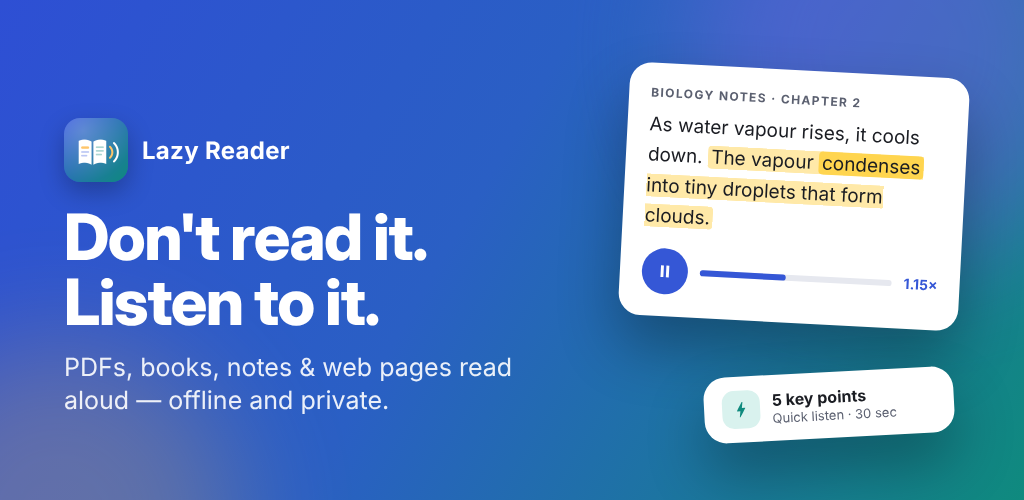 Lazy Reader
Don't read it.
Listen to it.
PDFs, books, notes & web pages read
aloud — offline and private.
BIOLOGY NOTES · CHAPTER 2
As water vapour rises, it cools
down. The vapour condenses
into tiny droplets that form
clouds.
1.15×
5 key points
Quick listen · 30 sec